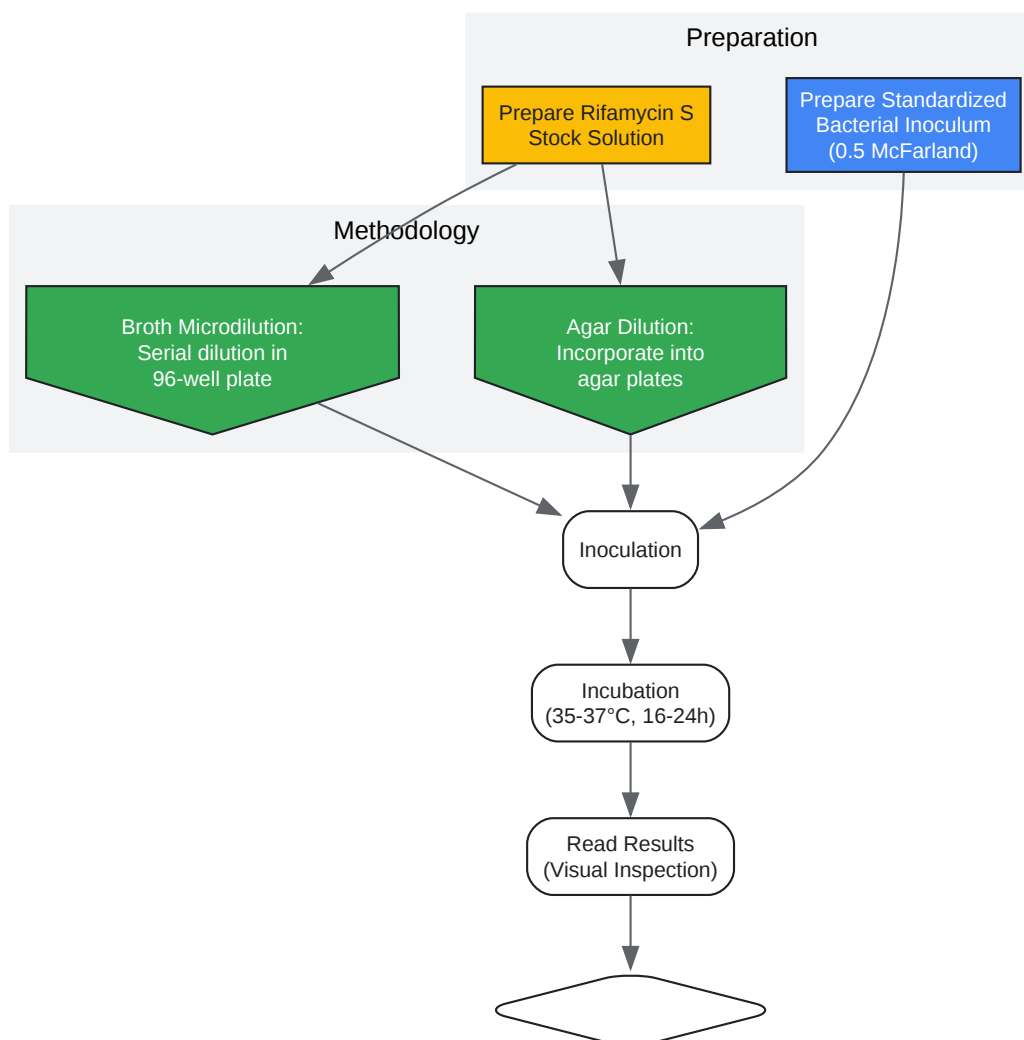 Preparation
Prepare Rifamycin S
Stock Solution
Prepare Standardized
Bacterial Inoculum
(0.5 McFarland)
Methodology
Broth Microdilution:
Serial dilution in
96-well plate
Agar Dilution:
Incorporate into
agar plates
Inoculation
Incubation
(35-37°C, 16-24h)
Read Results
(Visual Inspection)